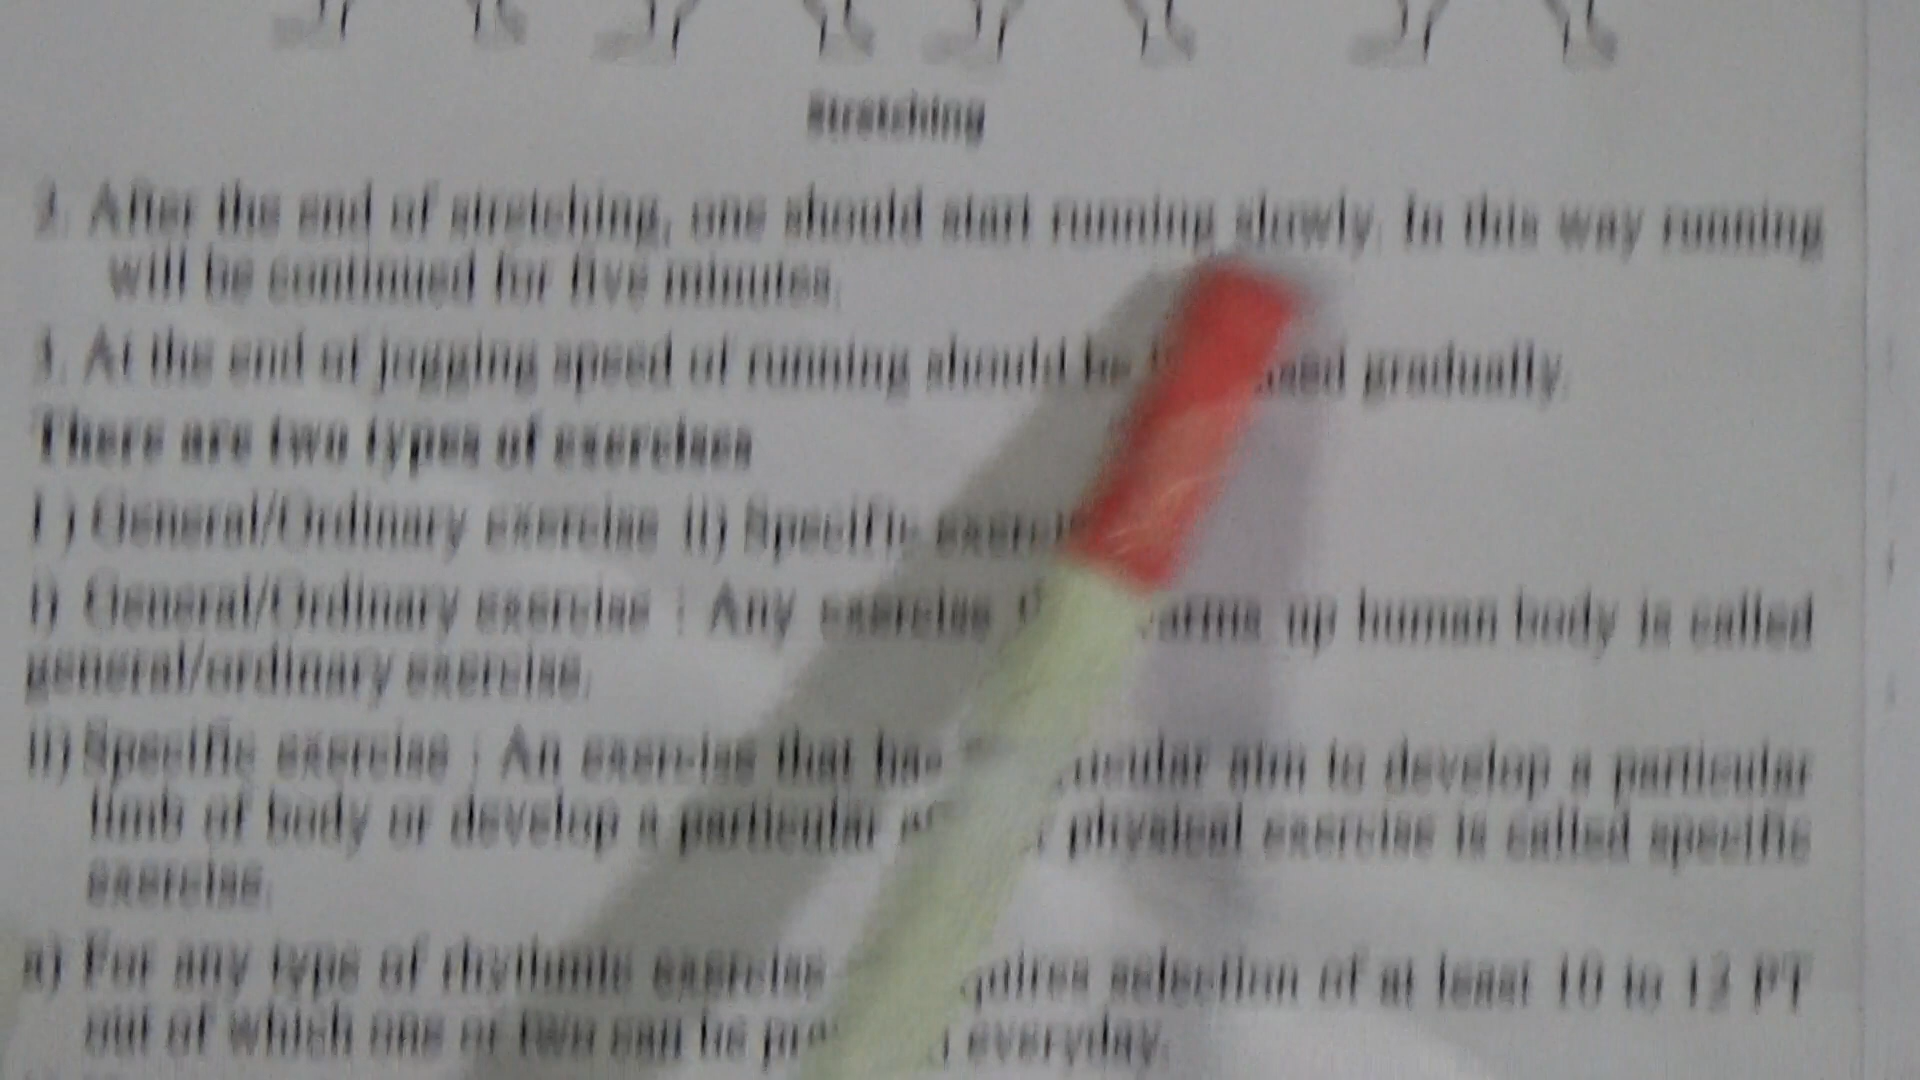 Stretching
2. After the end of stretching, one should start running slowly. In this way running
will be continued for five minutes.
3. At the end of jogging speed of running should be gradually.
There are two types of exercises
I ) General/Ordinary exercise ii) Specific
i) General/Ordinary exercise : Any exercise up human body is called
general/ordinary exercise.
ii) Specific exercise : An exercise that has aim to develop a particular
limb of body or develop a particular physical exercise is called specific
exercise.
a) For any type of rhythmic exercise selection of at least 10 to 12 PT
out of which one or two can be everyday.